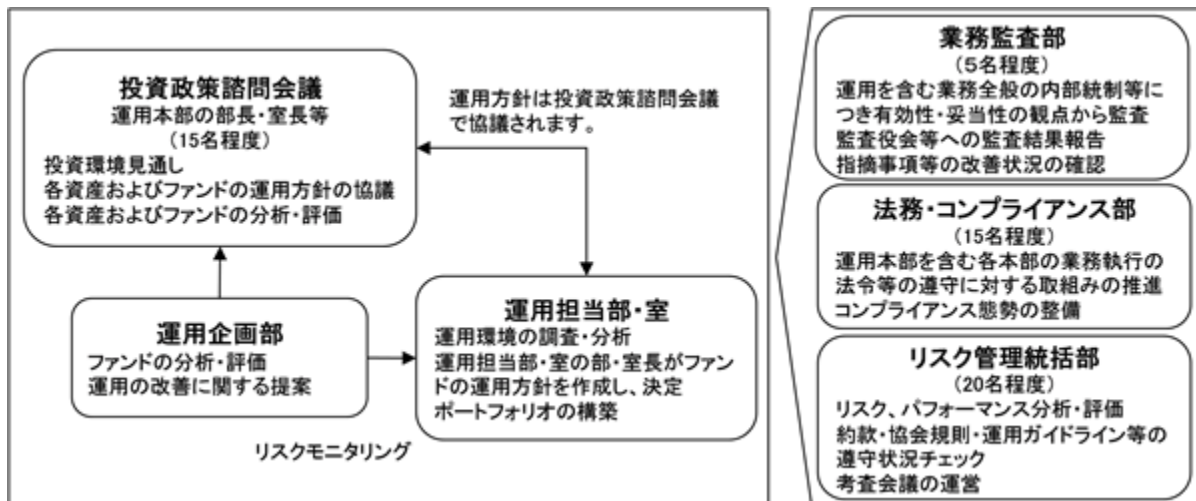 投資政策諮問会議
運用本部の部長・室長等
(15名程度)
投資環境見通し
各資産およびファンドの運用方針の協議
各資産およびファンドの分析・評価
運用方針は投資政策諮問会議
で協議されます。
運用企画部
ファンドの分析・評価
運用の改善に関する提案
運用担当部・室
運用環境の調査・分析
運用担当部・室の部・室長がファン
ドの運用方針を作成し、決定
ポートフォリオの構築
リスクモニタリング
業務監査部
(5名程度)
運用を含む業務全般の内部統制等に
つき有効性・妥当性の観点から監査
監査役会等への監査結果報告
指摘事項等の改善状況の確認
法務・コンプライアンス部
(15名程度)
運用本部を含む各本部の業務執行の
法令等の遵守に対する取組みの推進
コンプライアンス態勢の整備
リスク管理統括部
(20名程度)
リスク、パフォーマンス分析・評価
約款・協会規則・運用ガイドライン等の
遵守状況チェック
考査会議の運営